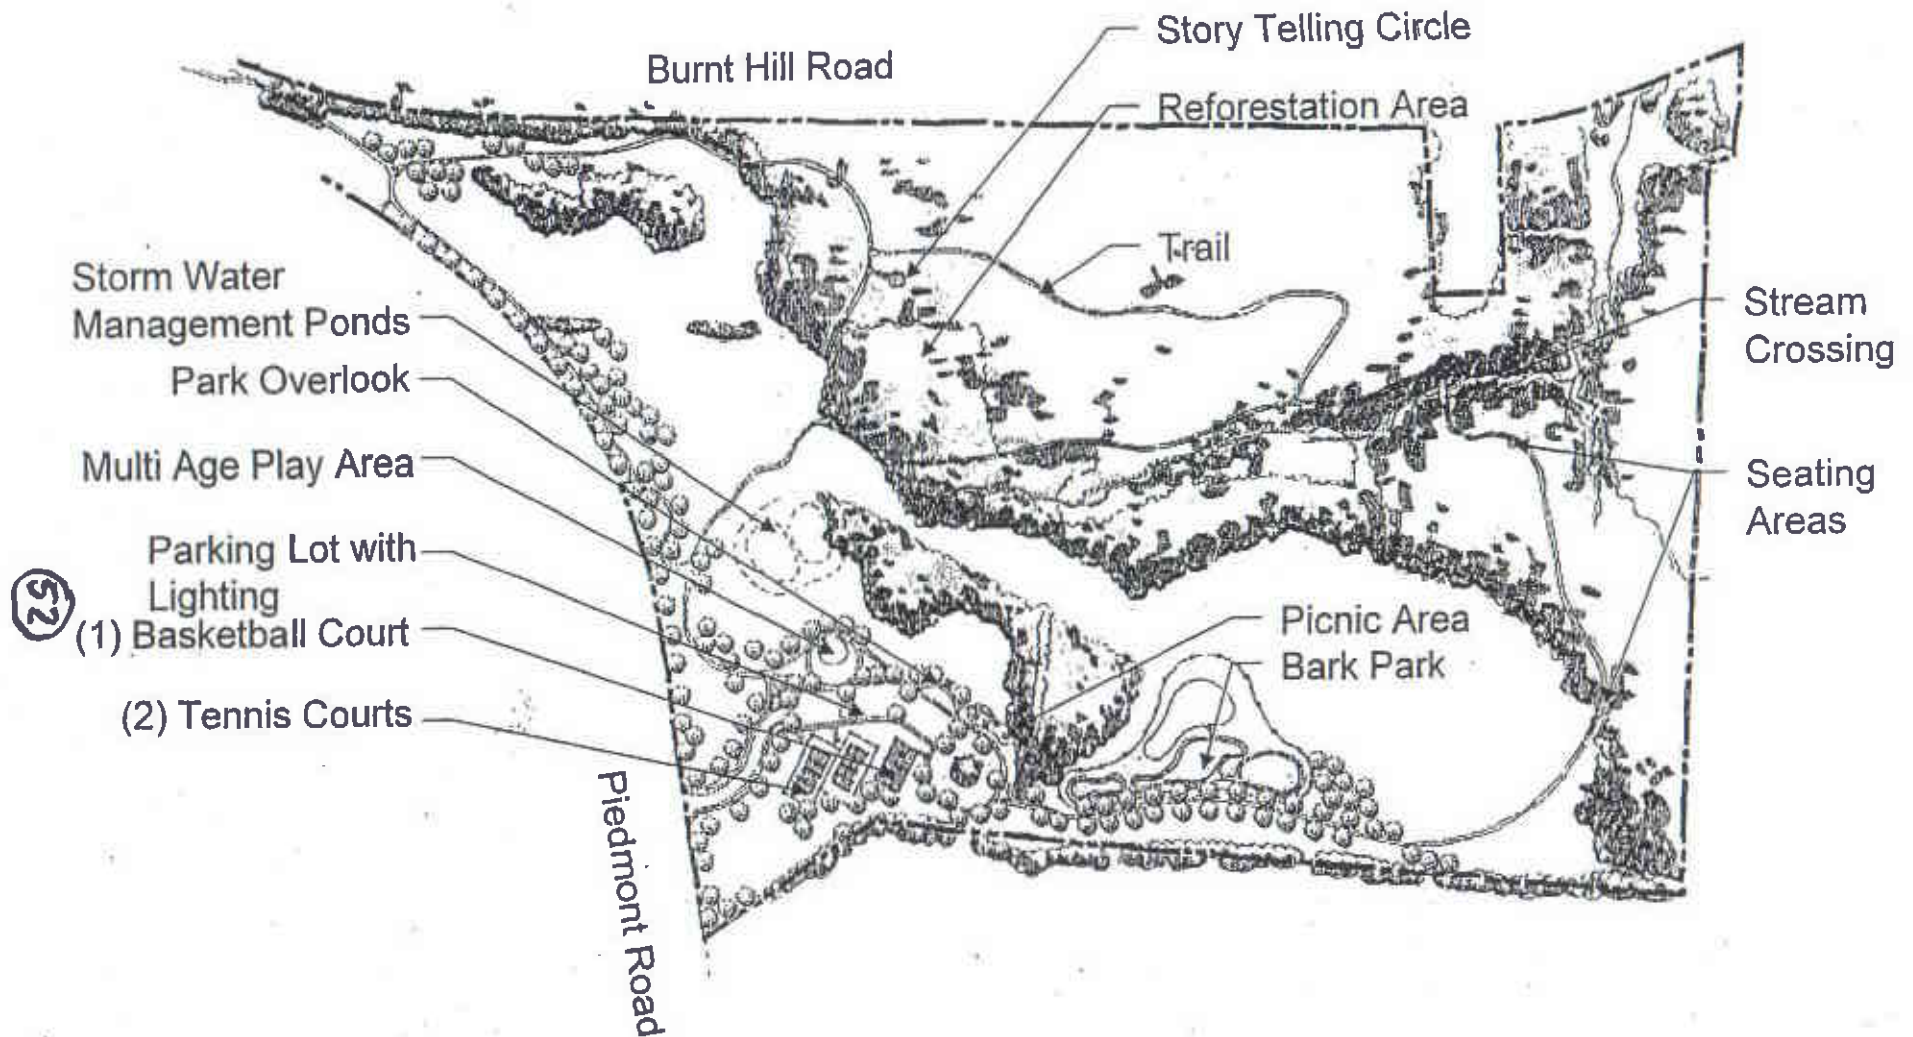 Story Telling Circle
Burnt Hill Road
Reforestation Area
Trail
Storm Water
Management Ponds
Park Overlook
Multi Age Play Area
Parking Lot with
Lighting
(1) Basketball Court
(2) Tennis Courts
52
Stream
Crossing
Seating
Areas
Picnic Area
Bark Park
Piedmont Road